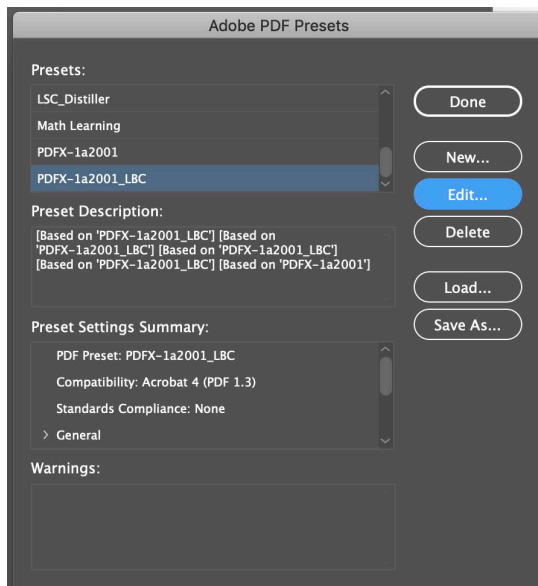 Adobe PDF Presets
Presets:
LSC_Distiller
Math Learning
PDFX-1a2001
PDFX-1a2001_LBC
Done
New...
Edit...
Delete
Load...
Save As...
Preset Description:
[Based on 'PDFX-1a2001_LBC'] [Based on
'PDFX-1a2001_LBC'] [Based on 'PDFX-1a2001_LBC']
[Based on 'PDFX-1a2001_LBC'] [Based on 'PDFX-1a2001']
Preset Settings Summary:
PDF Preset: PDFX-1a2001_LBC
Compatibility: Acrobat 4 (PDF 1.3)
Standards Compliance: None
General
Warnings: